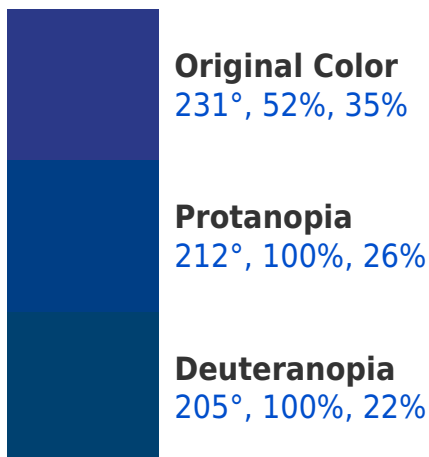 Original Color
231°, 52%, 35%
Protanopia
212°, 100%, 26%
Deuteranopia
205°, 100%, 22%